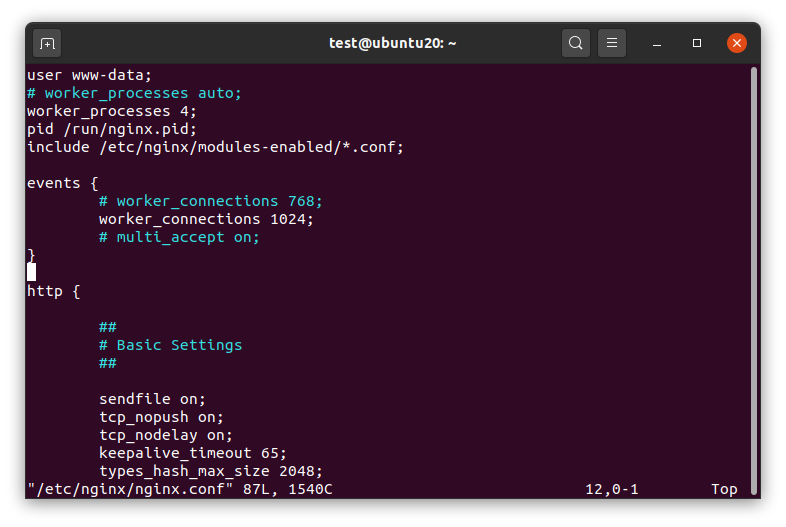 test@ubuntu20: ~
user www-data;
# worker_processes auto;
worker_processes 4;
pid /run/nginx.pid;
include /etc/nginx/modules-enabled/*.conf;

events {
        # worker_connections 768;
        worker_connections 1024;
        # multi_accept on;
}

http {

        ##
        # Basic Settings
        ##

        sendfile on;
        tcp_nopush on;
        tcp_nodelay on;
        keepalive_timeout 65;
        types_hash_max_size 2048;
"/etc/nginx/nginx.conf" 87L, 1540C                            12,0-1        Top